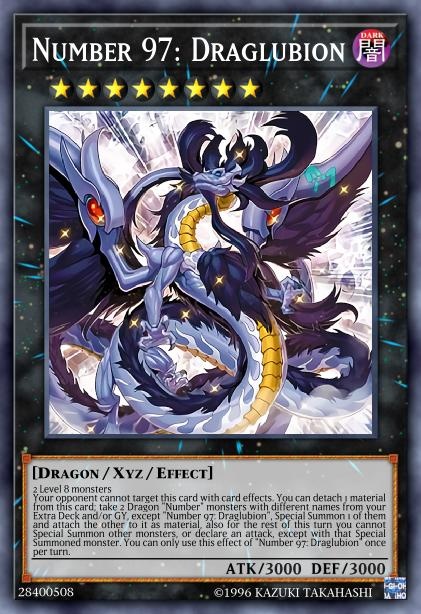 NUMBER 97: DRAGLUBION
DARK
闇
97
[DRAGON / XYZ / EFFECT]
2 Level 8 monsters
Your opponent cannot target this card with card effects. You can detach 1 material
from this card; take 2 Dragon "Number" monsters with different names from your
Extra Deck and/or GY, except "Number 97: Draglubion", Special Summon 1 of them
and attach the other to it as material, also for the rest of this turn you cannot
Special Summon other monsters, or declare an attack, except with that Special
Summoned monster. You can only use this effect of "Number 97: Draglubion" once
per turn.
ATK/3000 DEF/3000
28400508
©1996 KAZUKI TAKAHASHI